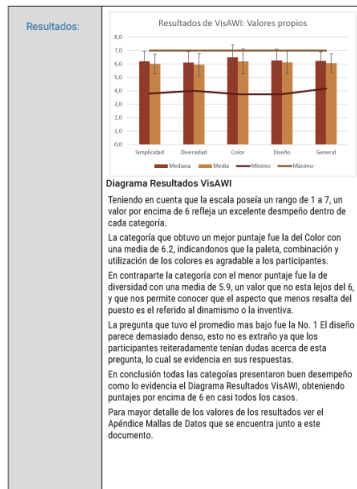 Resultados:
Resultados de VisAWI: Valores propios
8,0
7,0
6,0
5,0
4,0
3,0
2,0
1,0
0,0
Simplicidad Diversidad Color Diseño General
Mediana Media Mínimo Máximo
Diagrama Resultados VisAWI
Teniendo en cuenta que la escala poseía un rango de 1 a 7, un
valor por encima de 6 refleja un excelente desmpeño dentro de
cada categoría.
La categoría que obtuvo un mejor puntaje fue la del Color con
una media de 6.2, indicandonos que la paleta, combinación y
utilización de los colores es agradable a los participantes.
En contraparte la categoría con el menor puntaje fue la de
diversidad con una media de 5.9, un valor que no esta lejos del 6,
y que nos permite conocer que el aspecto que menos resalta del
puesto es el referido al dinamismo o la inventiva.
La pregunta que tuvo el promedio mas bajo fue la No. 1 El diseño
parece demasiado denso, esto no es extraño ya que los
participantes reiteradamente tenían dudas acerca de esta
pregunta, lo cual se evidencia en sus respuestas.
En conclusión todas las categoías presentaron buen desempeño
como lo evidencia el Diagrama Resultados VisAWI, obteniendo
puntajes por encima de 6 en casi todos los casos.
Para mayor detalle de los valores de los resultados ver el
Apéndice Mallas de Datos que se encuentra junto a este
documento.